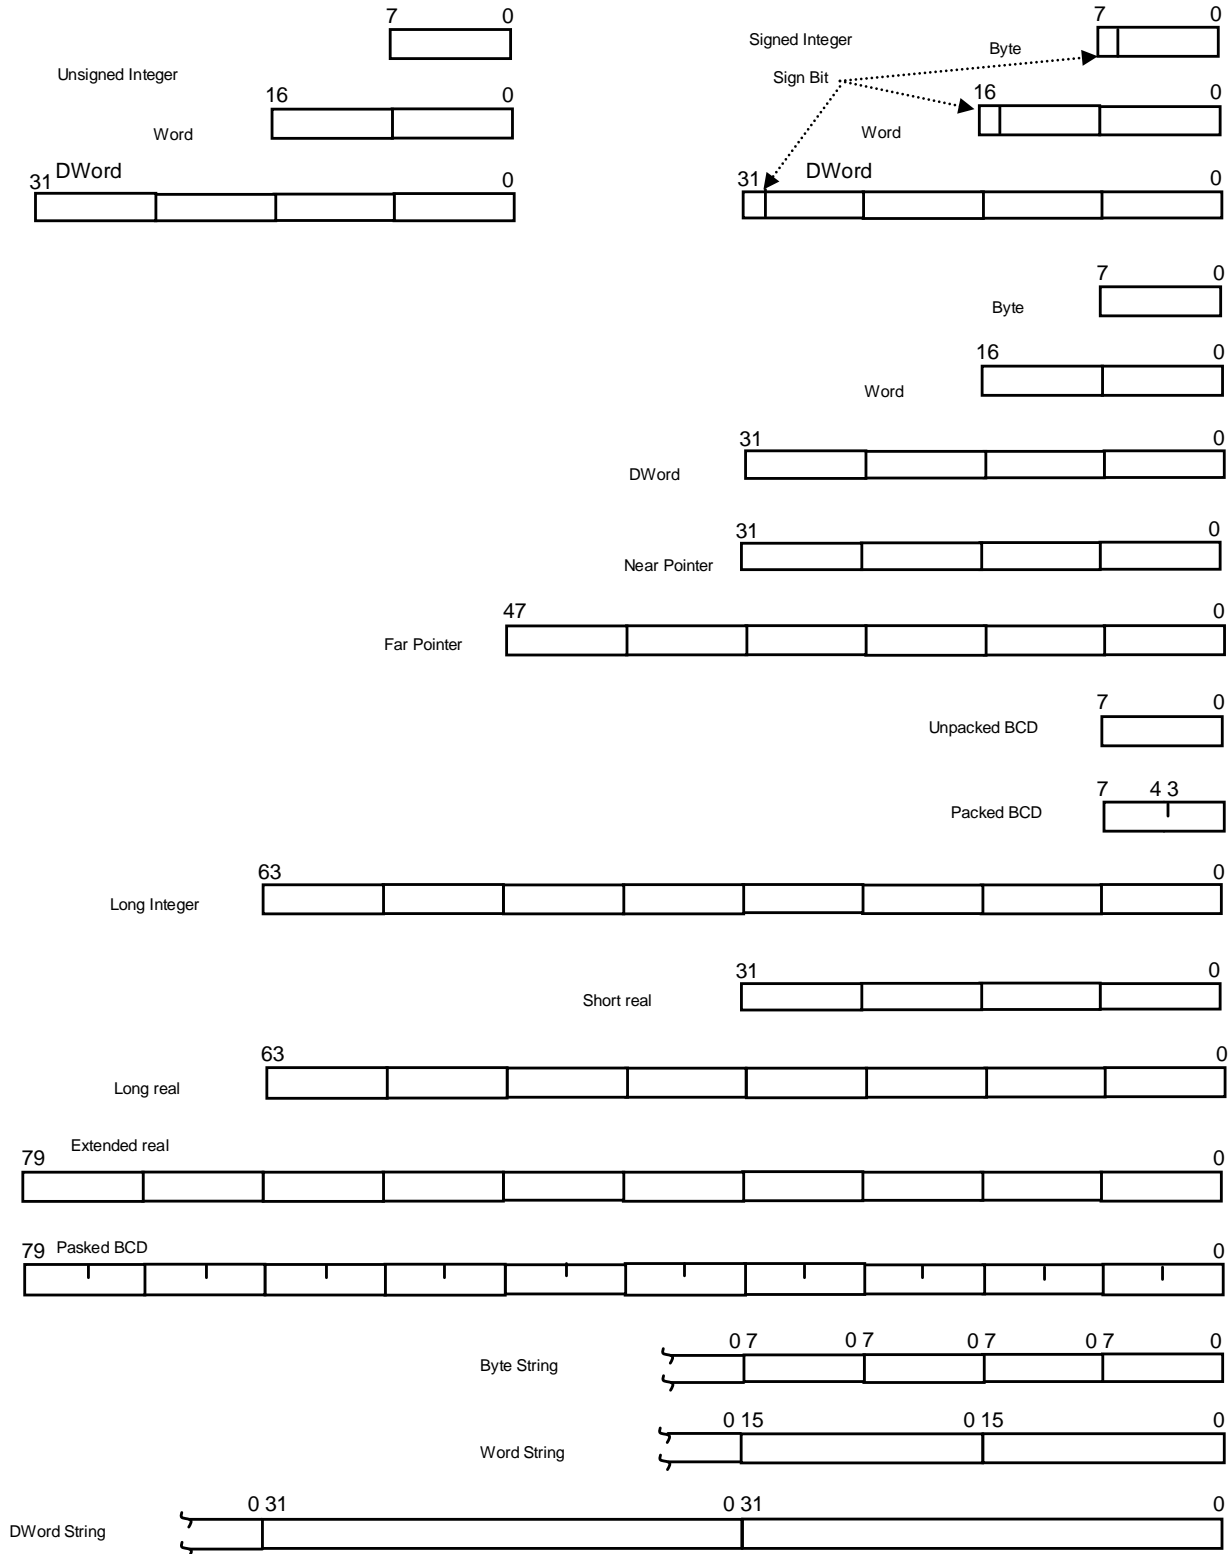 7 0
Unsigned Integer
16 0
Word
DWord
31 0
7 0
Signed Integer
Byte
Sign Bit
16 0
Word
31 DWord 0
7 0
Byte
16 0
Word
31 0
DWord
31 0
Near Pointer
47 0
Far Pointer
7 0
Unpacked BCD
7 4 3
Packed BCD
63 0
Long Integer
31 0
Short real
63 0
Long real
Extended real
79 0
79 Pasked BCD 0
0 7 0 7 0 7 0 7 0
Byte String
0 15 0 15 0
Word String
0 31 0 31 0
DWord String